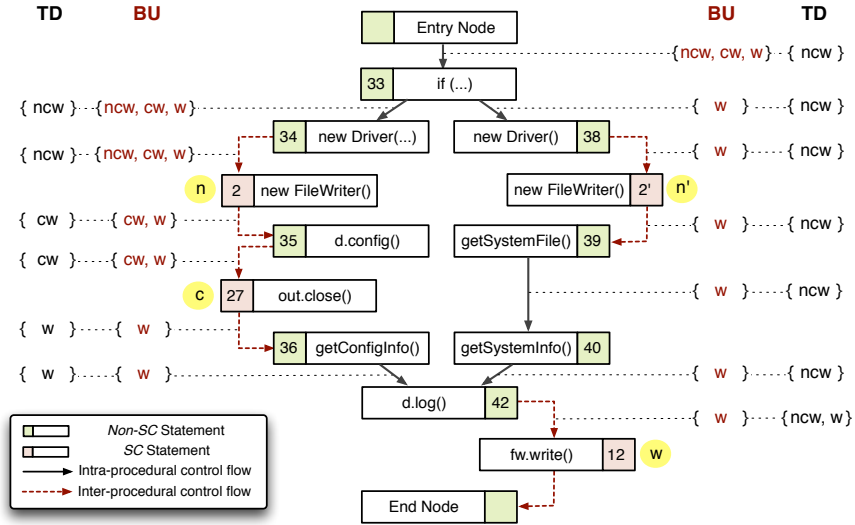 TD BU BU TD
Entry Node
{ncw, cw, w} { ncw }
33 if (...)
{ ncw } {ncw, cw, w} { w } { ncw }
34 new Driver(...) new Driver() 38
{ ncw } {ncw, cw, w} { w } { ncw }
n 2 new FileWriter() new FileWriter() 2' n'
{ cw } { cw, w } { w } { ncw }
35 d.config() getSystemFile() 39
{ cw } { cw, w }
c 27 out.close() { w } { ncw }
{ w } { w }
36 getConfigInfo() getSystemInfo() 40
{ w } { w } { w } { ncw }
d.log() 42
{ w } {ncw, w}
Non-SC Statement
SC Statement
Intra-procedural control flow
Inter-procedural control flow
fw.write() 12 w
End Node